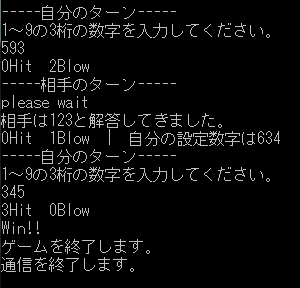 -----自分のターン-----
1～9の3桁の数字を入力してください。
593
0Hit  2Blow
-----相手のターン-----
please wait
相手は123と解答してきました。
0Hit  1Blow  |  自分の設定数字は634
-----自分のターン-----
1～9の3桁の数字を入力してください。
345
3Hit  0Blow
Win!!
ゲームを終了します。
通信を終了します。